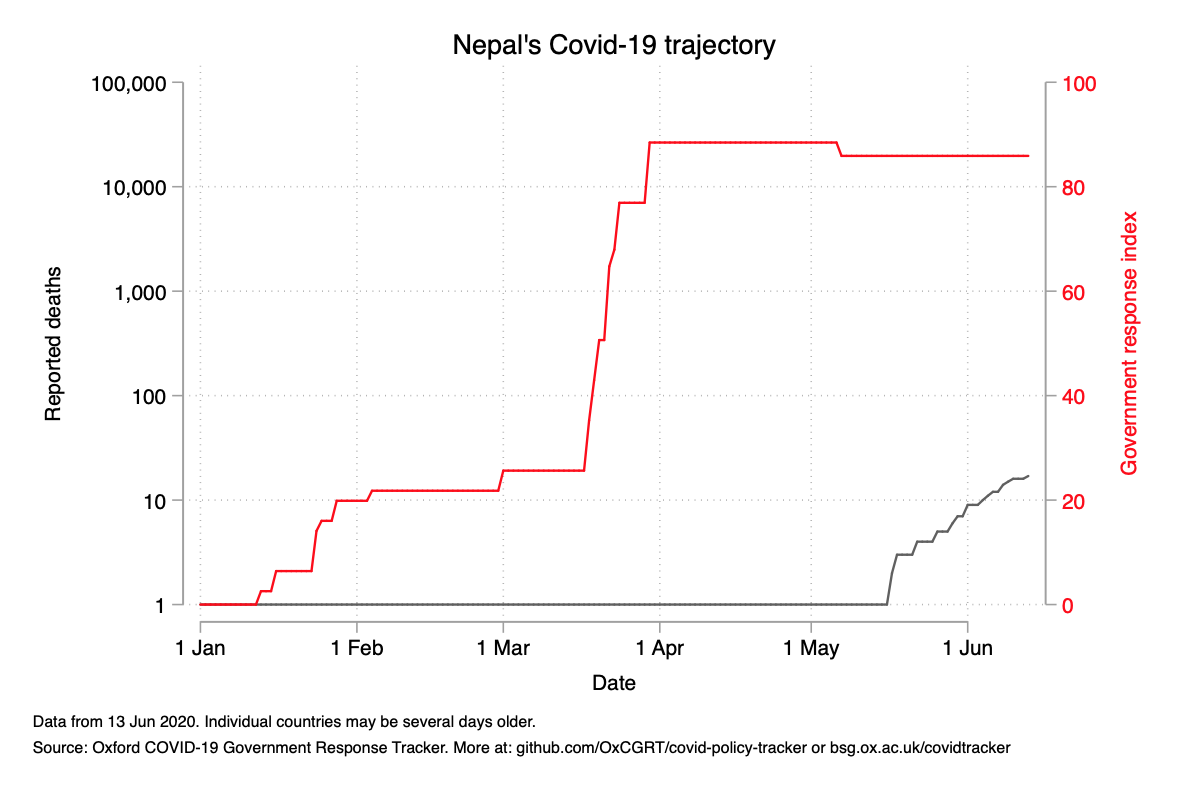 Nepal's Covid-19 trajectory
100,000
10,000
1,000
100
10
1
Reported deaths
100
80
60
40
20
0
Government response index
1 Jan 1 Feb 1 Mar 1 Apr 1 May 1 Jun
Date
Data from 13 Jun 2020. Individual countries may be several days older.
Source: Oxford COVID-19 Government Response Tracker. More at: github.com/OxCGRT/covid-policy-tracker or bsg.ox.ac.uk/covidtracker